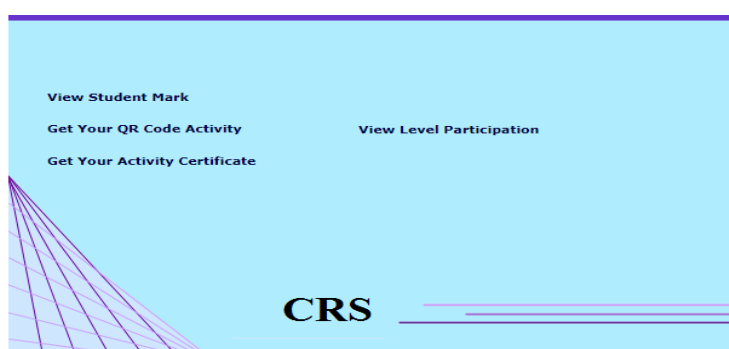 View Student Mark
Get Your QR Code Activity
View Level Participation
Get Your Activity Certificate
CRS